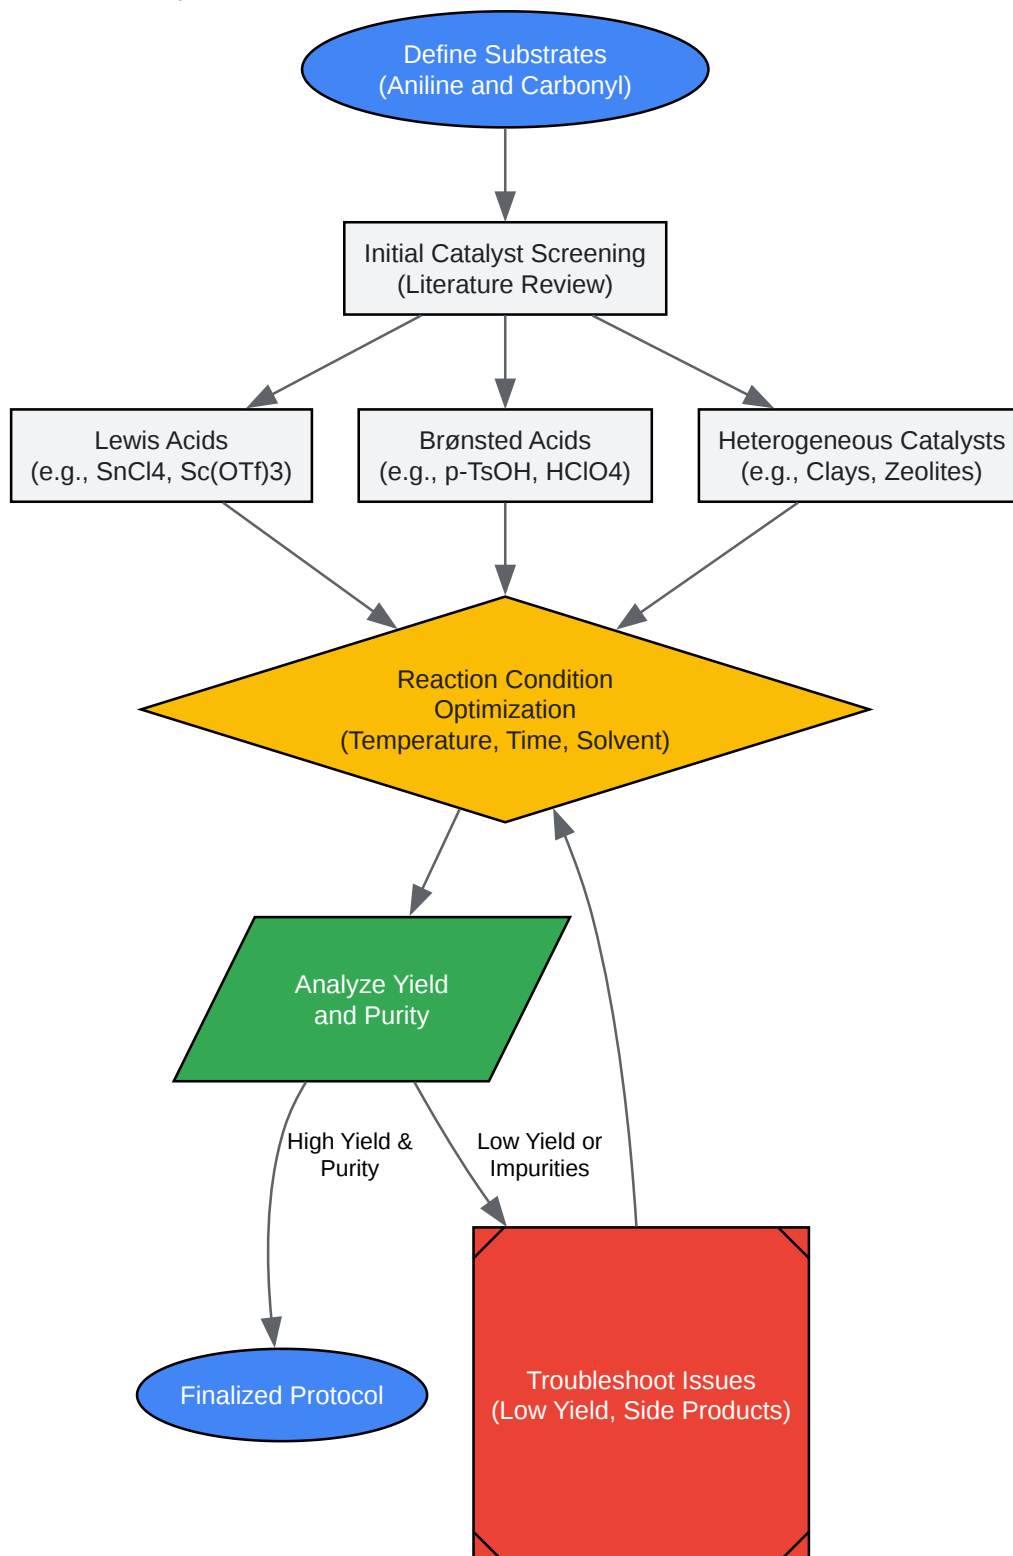 Define Substrates
(Aniline and Carbonyl)
Initial Catalyst Screening
(Literature Review)
Lewis Acids
(e.g., SnCl4, Sc(OTf)3)
Brønsted Acids
(e.g., p-TsOH, HClO4)
Heterogeneous Catalysts
(e.g., Clays, Zeolites)
Reaction Condition
Optimization
(Temperature, Time, Solvent)
Analyze Yield
and Purity
High Yield &
Purity
Low Yield or
Impurities
Finalized Protocol
Troubleshoot Issues
(Low Yield, Side Products)